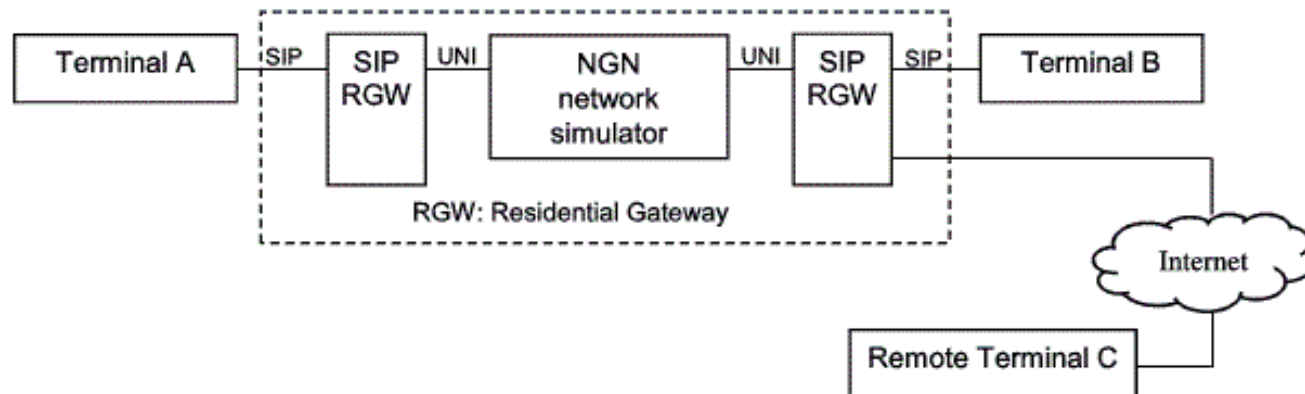 Terminal A
SIP
SIP
RGW
UNI
NGN
network
simulator
UNI
SIP
RGW
SIP
Terminal B
RGW: Residential Gateway
Internet
Remote Terminal C